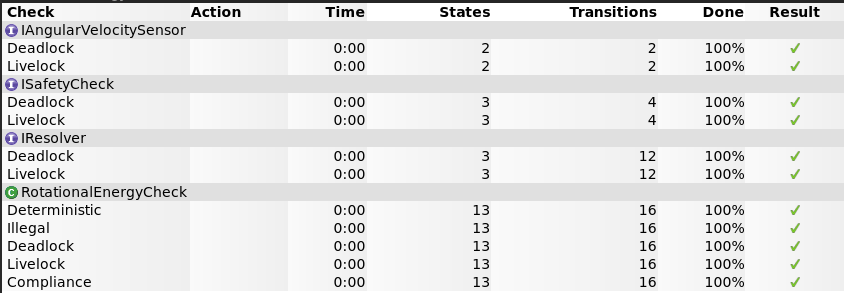 Check Action Time States Transitions Done Result
I IAngularVelocitySensor
Deadlock 0:00 2 2 100% ✓
Livelock 0:00 2 2 100% ✓
I ISafetyCheck
Deadlock 0:00 3 4 100% ✓
Livelock 0:00 3 4 100% ✓
I IResolver
Deadlock 0:00 3 12 100% ✓
Livelock 0:00 3 12 100% ✓
C RotationalEnergyCheck
Deterministic 0:00 13 16 100% ✓
Illegal 0:00 13 16 100% ✓
Deadlock 0:00 13 16 100% ✓
Livelock 0:00 13 16 100% ✓
Compliance 0:00 13 16 100% ✓